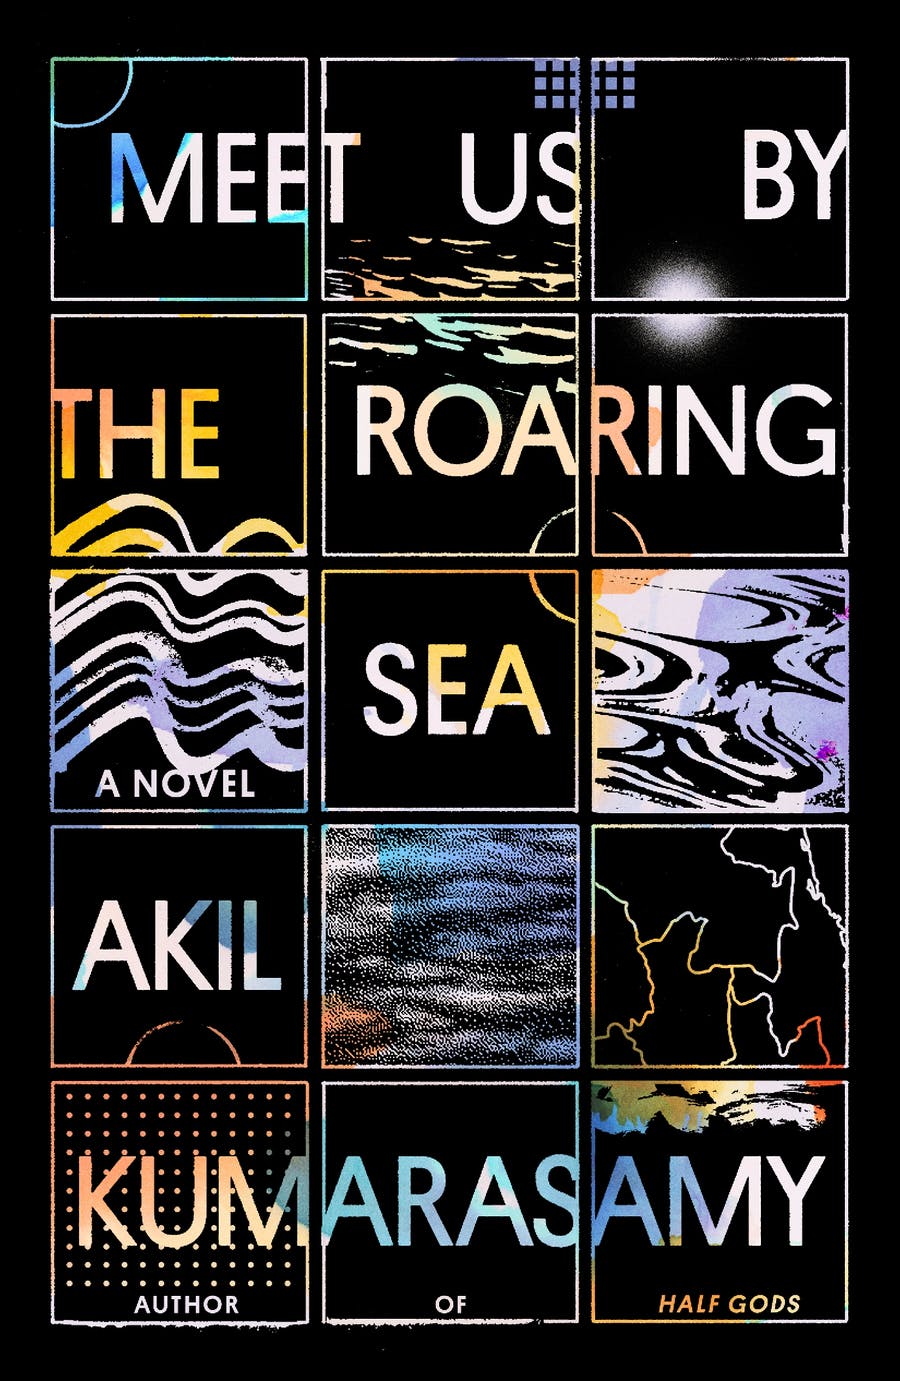 MEET US BY
THE ROARING
SEA
A NOVEL
AKIL
KUMARASAMY
AUTHOR OF HALF GODS